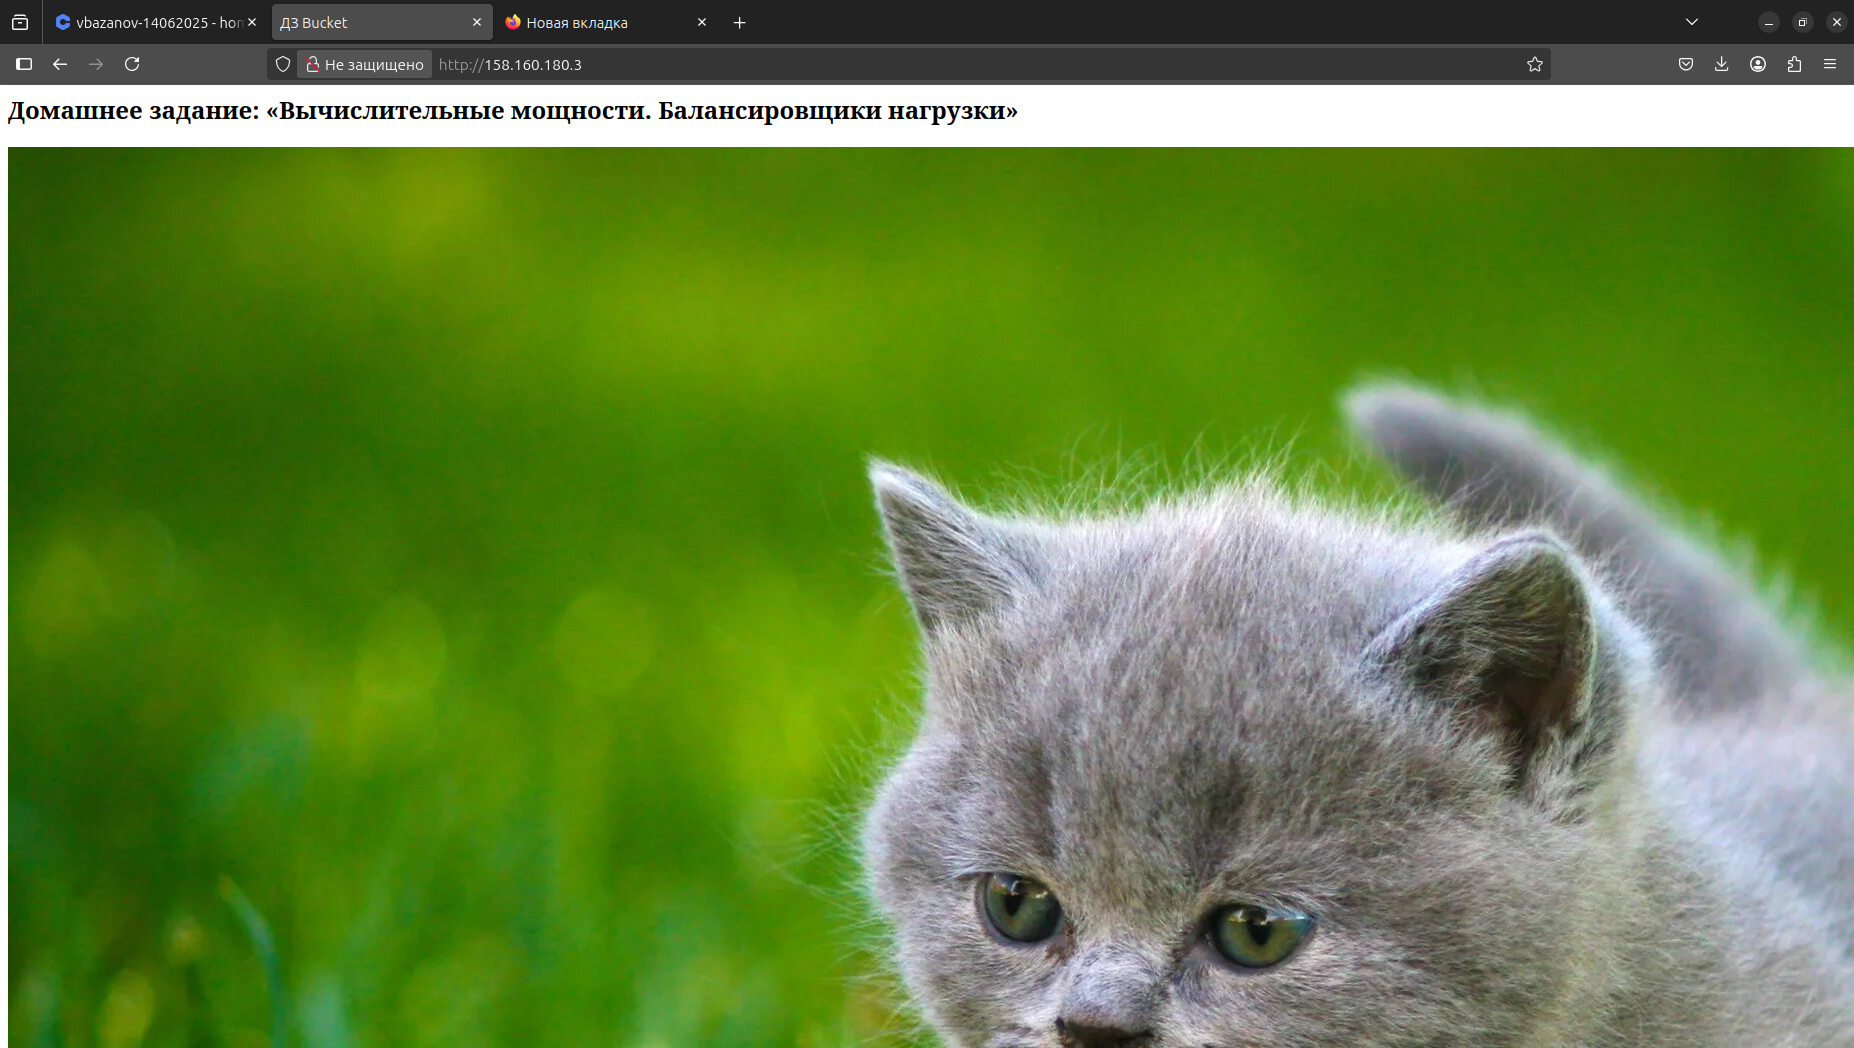 vbazanov-14062025 - hom
ДЗ Bucket
Новая вкладка
Не защищено
http://158.160.180.3
Домашнее задание: «Вычислительные мощности. Балансировщики нагрузки»